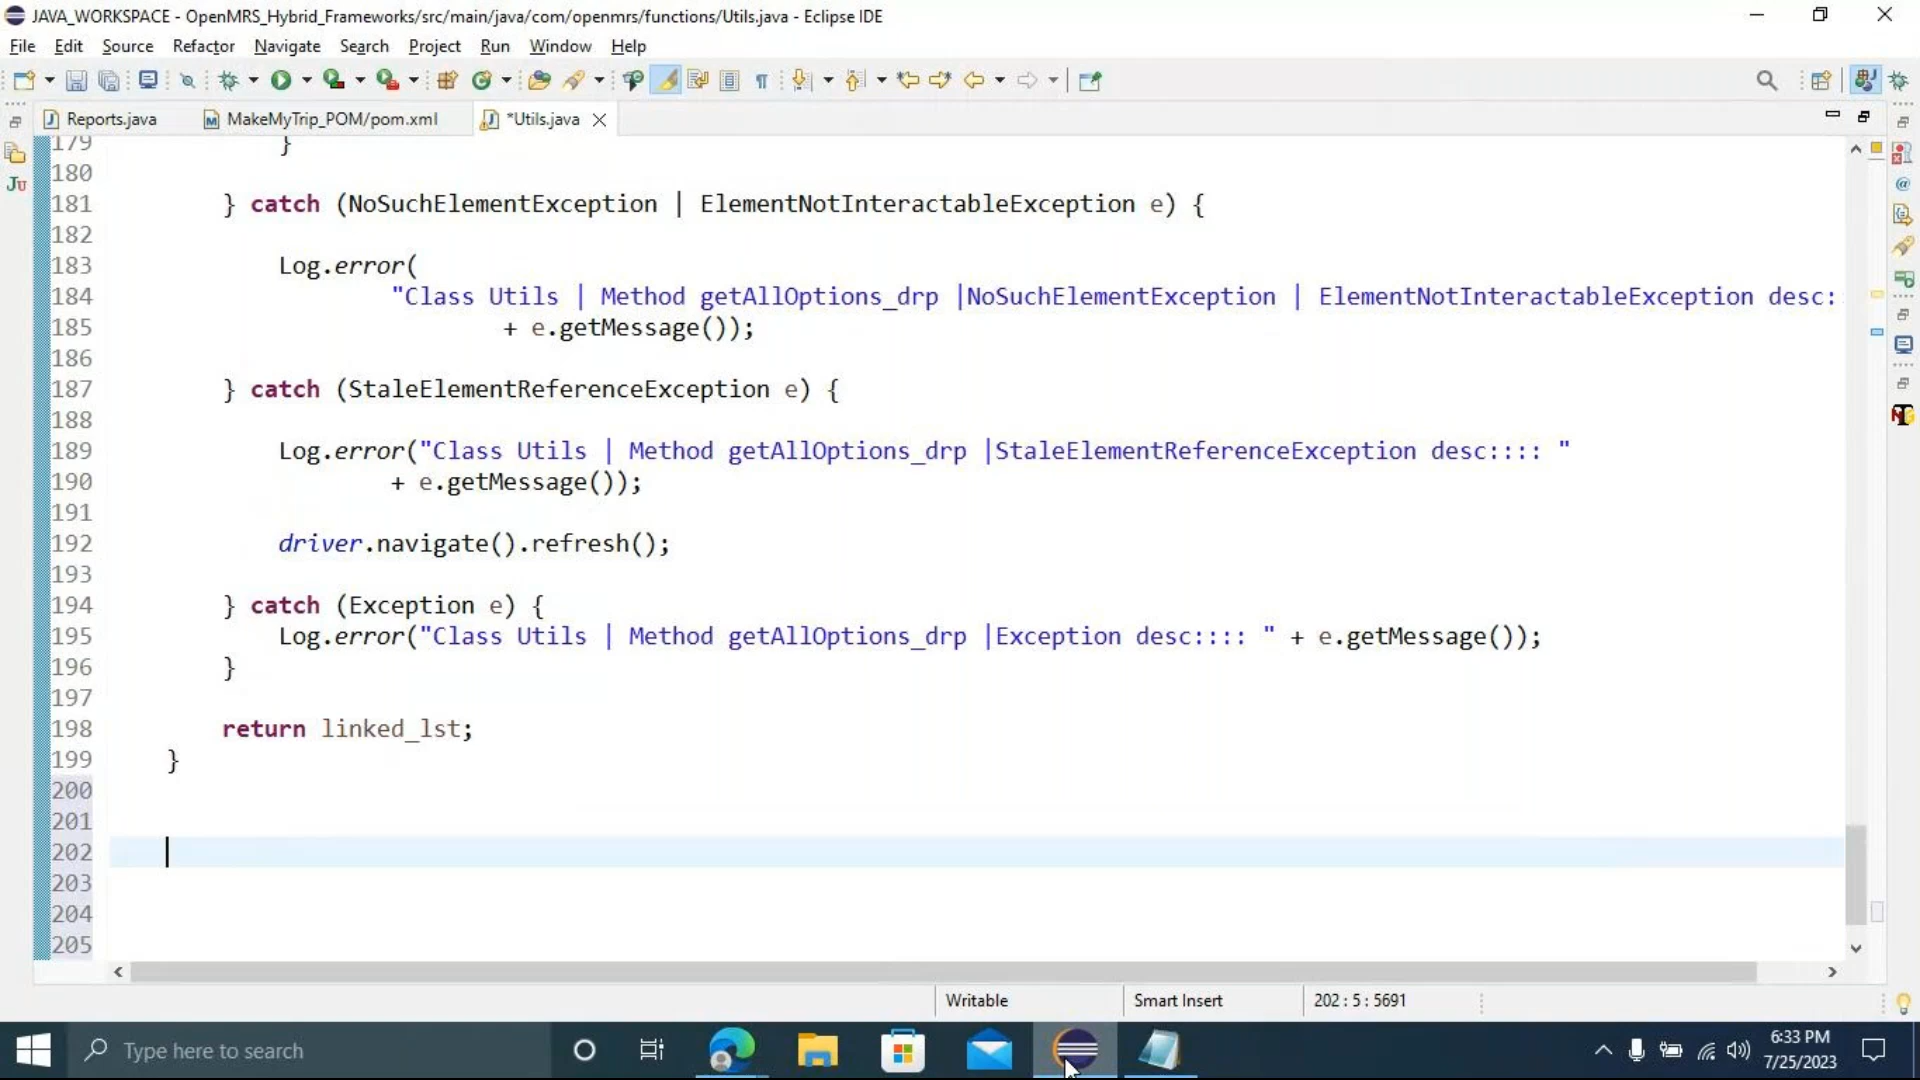 JAVA_WORKSPACE - OpenMRS_Hybrid_Frameworks/src/main/java/com/openmrs/functions/Utils.java - Eclipse IDE
File Edit Source Refactor Navigate Search Project Run Window Help
Reports.java MakeMyTrip_POM/pom.xml *Utils.java
179 }
180
181 } catch (NoSuchElementException | ElementNotInteractableException e) {
182
183 Log.error(
184 "Class Utils | Method getAllOptions_drp |NoSuchElementException | ElementNotInteractableException desc:
185 + e.getMessage());
186
187 } catch (StaleElementReferenceException e) {
188
189 Log.error("Class Utils | Method getAllOptions_drp |StaleElementReferenceException desc:::: "
190 + e.getMessage());
191
192 driver.navigate().refresh();
193
194 } catch (Exception e) {
195 Log.error("Class Utils | Method getAllOptions_drp |Exception desc:::: " + e.getMessage());
196 }
197
198 return linked_lst;
199 }
200
201
202
203
204
205
Writable Smart Insert 202 : 5 : 5691
Type here to search
6:33 PM
7/25/2023